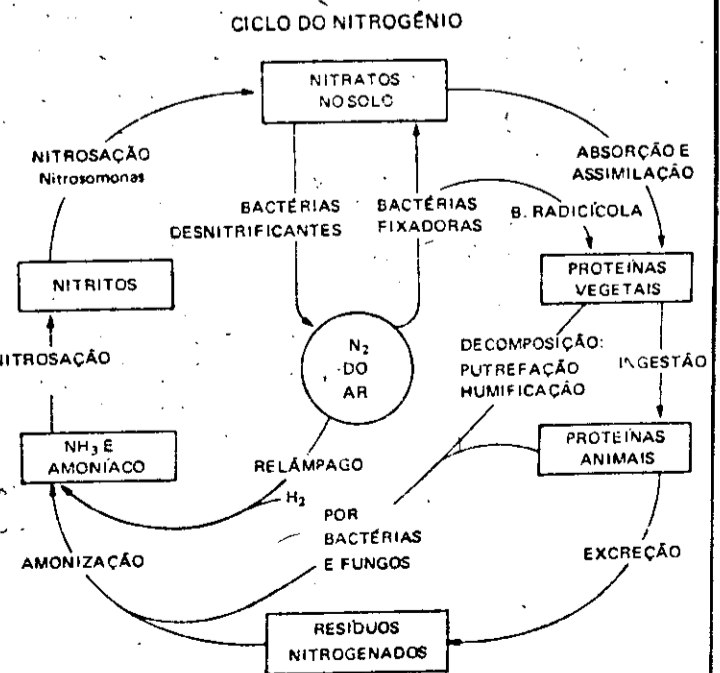 CICLO DO NITROGÊNIO
NITRATOS
NO SOLO
NITROSAÇÃO
Nitrosomonas
ABSORÇÃO E
ASSIMILAÇÃO
BACTÉRIAS
DESNITRIFICANTES
BACTÉRIAS
FIXADORAS
B. RADICÍCOLA
NITRITOS
PROTEÍNAS
VEGETAIS
N₂
DO
AR
DECOMPOSIÇÃO:
PUTREFAÇÃO
HUMIFICAÇÃO
INGESTÃO
NITROSAÇÃO
NH₃ E
AMONÍACO
PROTEÍNAS
ANIMAIS
RELÂMPAGO
H₂
POR
BACTÉRIAS
E FUNGOS
AMONIZAÇÃO
EXCREÇÃO
RESÍDUOS
NITROGENADOS